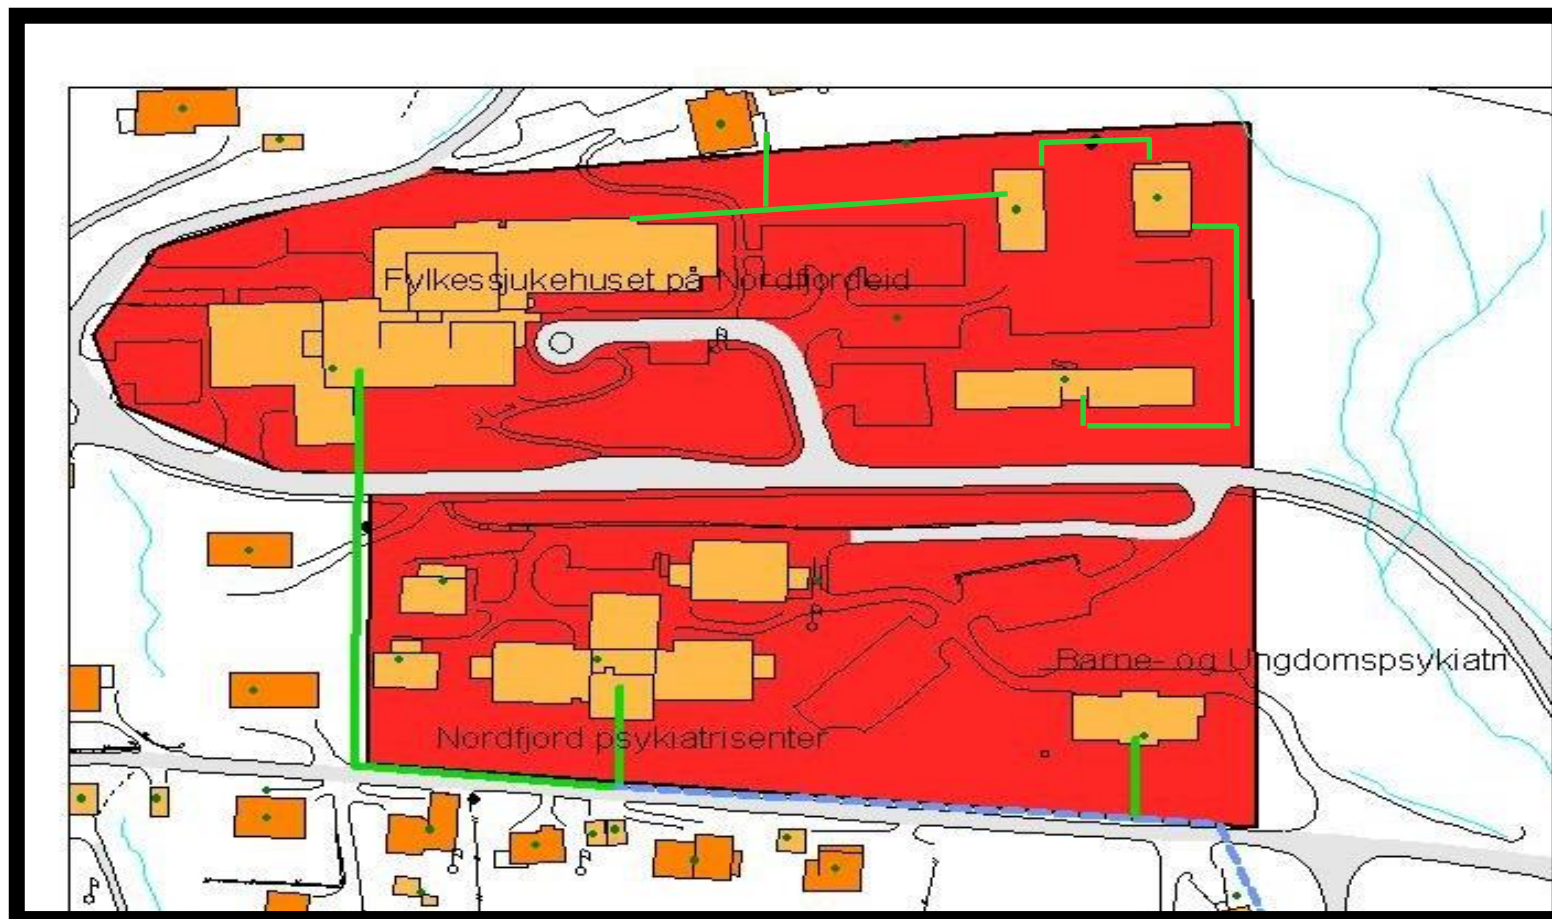 Fylkessjukehuset på Nordfjordeid
Barne- og Ungdomspsykiatri
Nordfjord psykiatrisenter